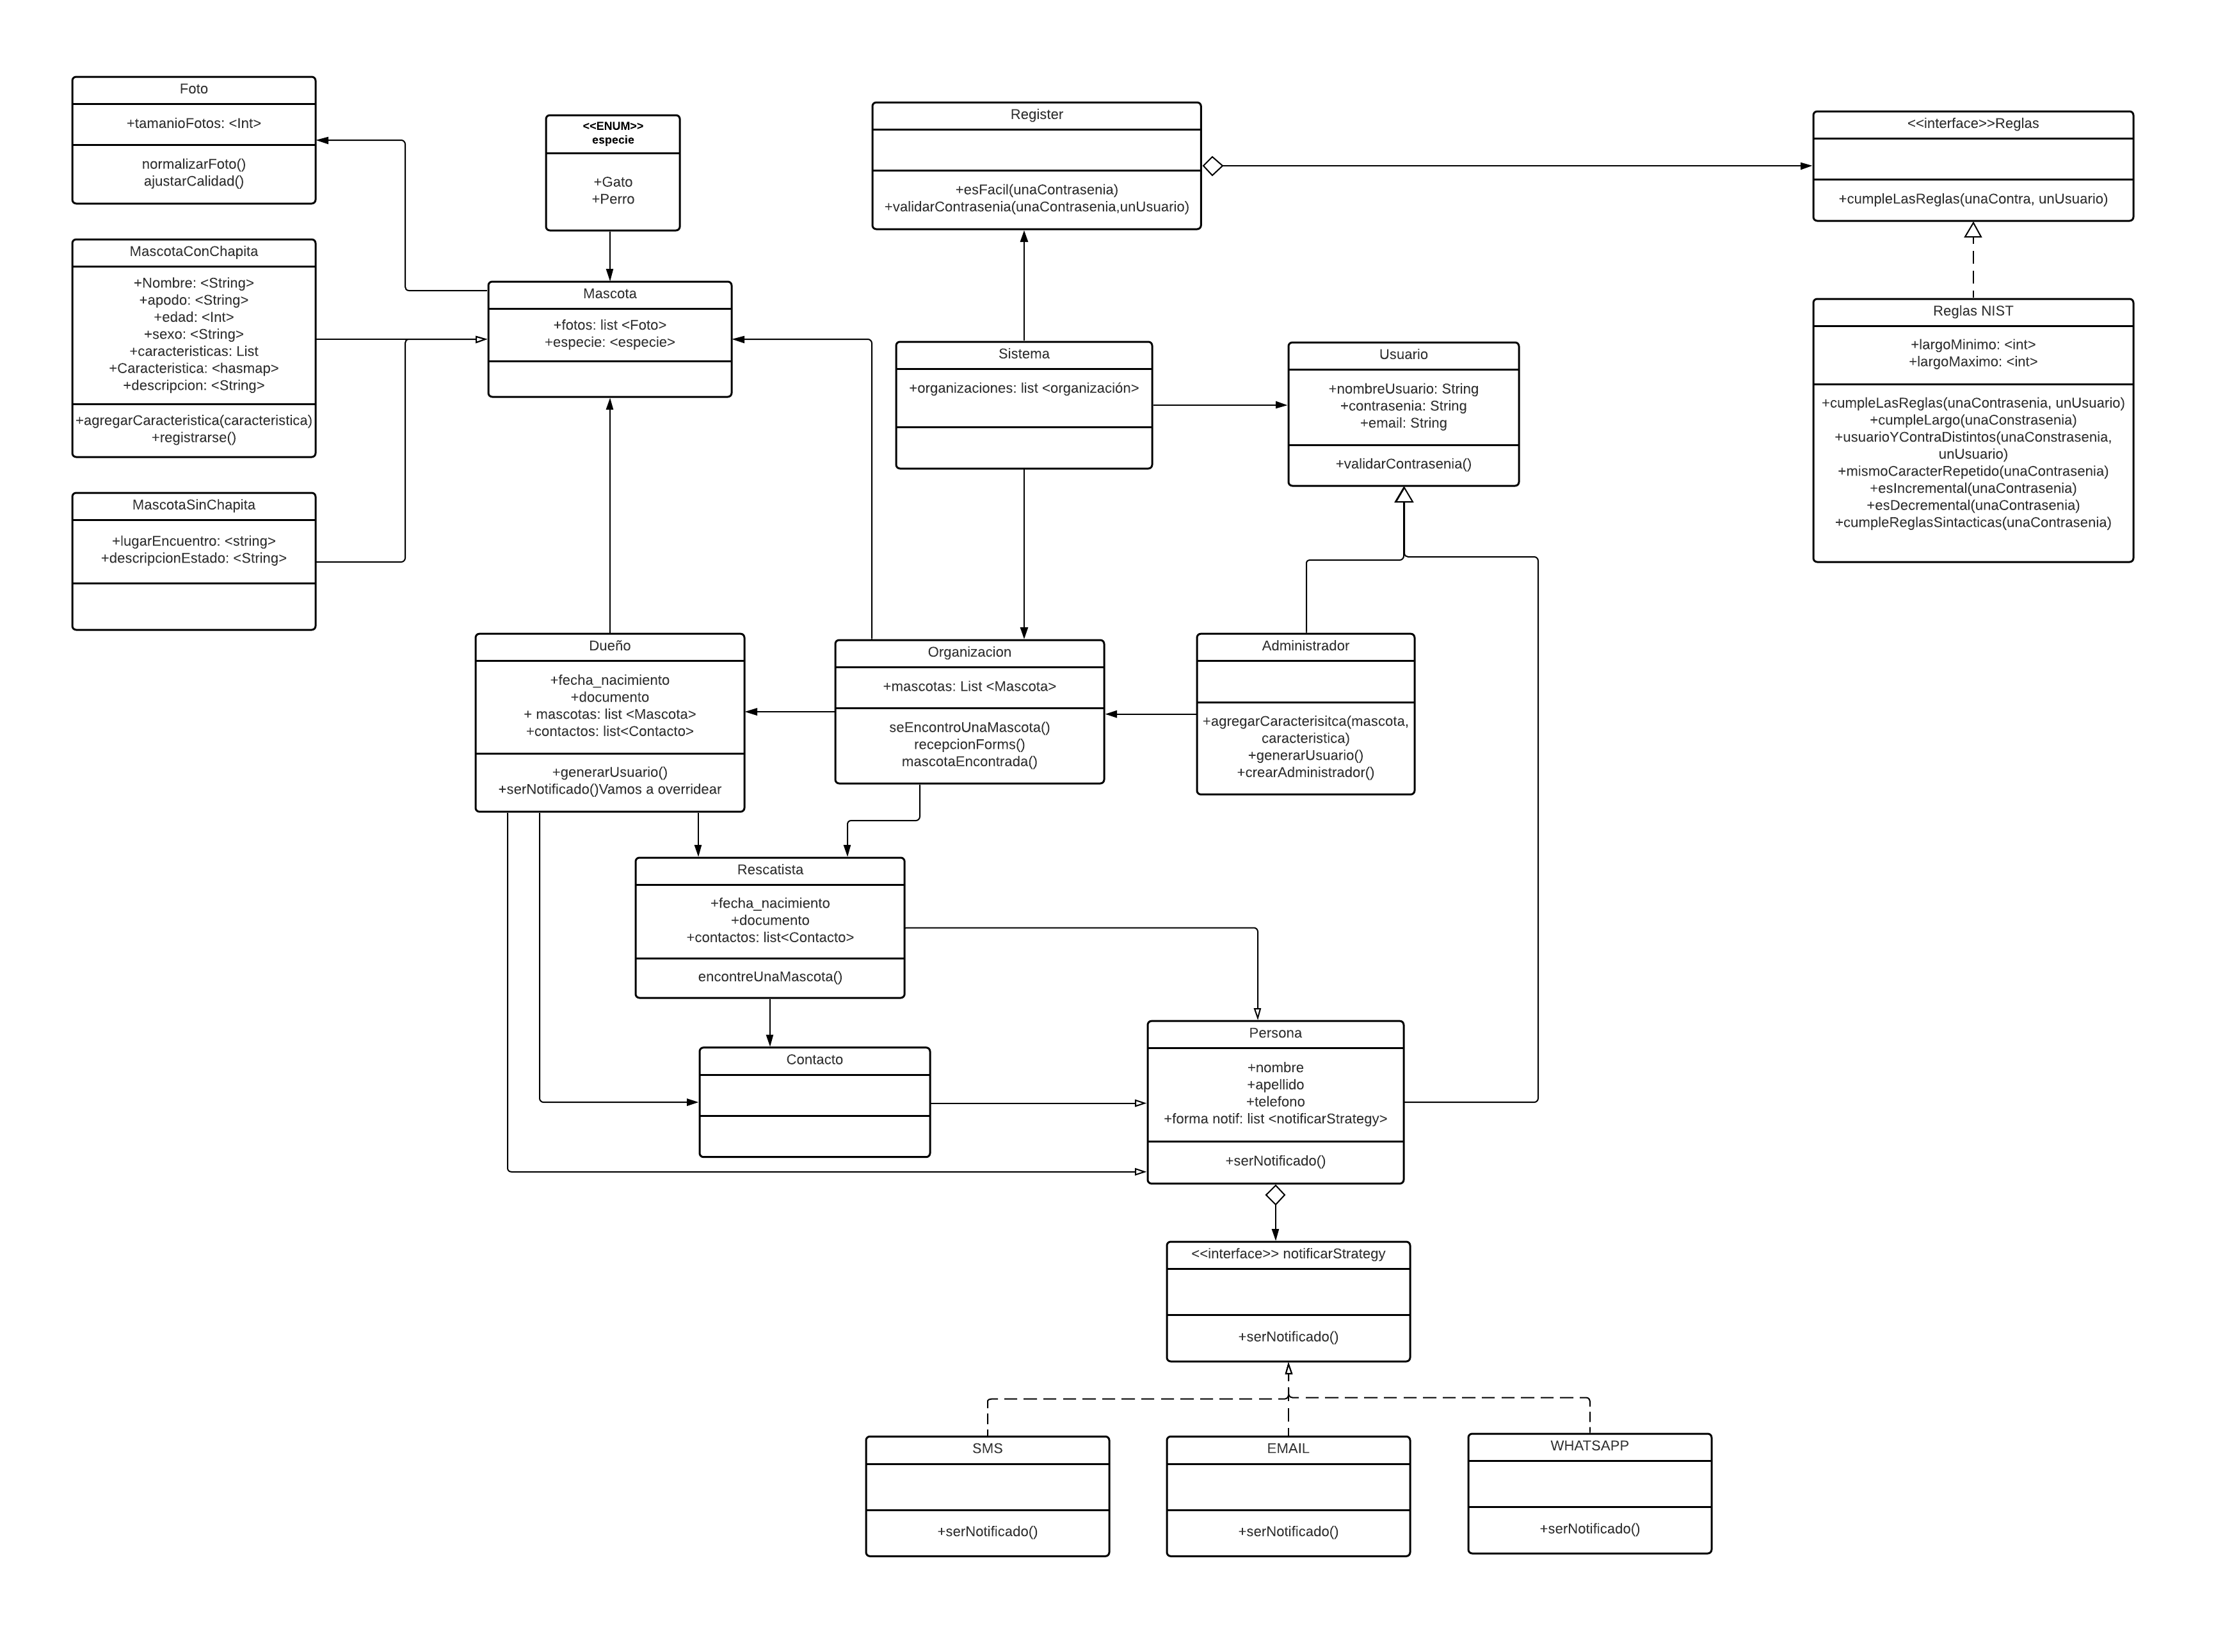 Foto
+tamanioFotos: <Int>
normalizarFoto()
ajustarCalidad()
<<ENUM>>
especie
+Gato
+Perro
Register
+esFacil(unaContrasenia)
+validarContrasenia(unaContrasenia,unUsuario)
<<interface>>Reglas
+cumpleLasReglas(unaContra, unUsuario)
MascotaConChapita
+Nombre: <String>
+apodo: <String>
+edad: <Int>
+sexo: <String>
+caracteristicas: List
+Caracteristica: <hasmap>
+descripcion: <String>
+agregarCaracteristica(caracteristica)
+registrarse()
Mascota
+fotos: list <Foto>
+especie: <especie>
Sistema
+organizaciones: list <organización>
Usuario
+nombreUsuario: String
+contrasenia: String
+email: String
+validarContrasenia()
Reglas NIST
+largoMinimo: <int>
+largoMaximo: <int>
+cumpleLasReglas(unaContrasenia, unUsuario)
+cumpleLargo(unaConstrasenia)
+usuarioYContraDistintos(unaConstrasenia,
unUsuario)
+mismoCaracterRepetido(unaContrasenia)
+esIncremental(unaContrasenia)
+esDecremental(unaContrasenia)
+cumpleReglasSintacticas(unaContrasenia)
MascotaSinChapita
+lugarEncuentro: <string>
+descripcionEstado: <String>
Dueño
+fecha_nacimiento
+documento
+ mascotas: list <Mascota>
+contactos: list<Contacto>
+generarUsuario()
+serNotificado()Vamos a overridear
Organizacion
+mascotas: List <Mascota>
seEncontroUnaMascota()
recepcionForms()
mascotaEncontrada()
Administrador
+agregarCaracterisitca(mascota,
caracteristica)
+generarUsuario()
+crearAdministrador()
Rescatista
+fecha_nacimiento
+documento
+contactos: list<Contacto>
encontreUnaMascota()
Contacto
Persona
+nombre
+apellido
+telefono
+forma notif: list <notificarStrategy>
+serNotificado()
<<interface>> notificarStrategy
+serNotificado()
SMS
+serNotificado()
EMAIL
+serNotificado()
WHATSAPP
+serNotificado()